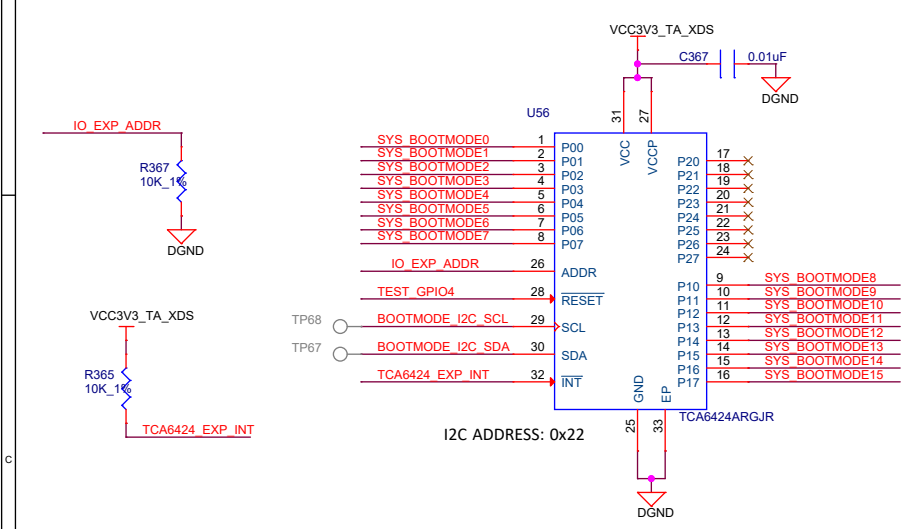 VCC3V3_TA_XDS
C367
0.01uF
DGND
IO_EXP_ADDR
R367
10K_1%
DGND
VCC3V3_TA_XDS
R365
10K_1%
TCA6424_EXP_INT
U56
31
27
VCC
VCCP
SYS_BOOTMODE0 1 P00
SYS_BOOTMODE1 2 P01
SYS_BOOTMODE2 3 P02
SYS_BOOTMODE3 4 P03
SYS_BOOTMODE4 5 P04
SYS_BOOTMODE5 6 P05
SYS_BOOTMODE6 7 P06
SYS_BOOTMODE7 8 P07
IO_EXP_ADDR 26 ADDR
TEST_GPIO4 28 RESET
TP68 BOOTMODE_I2C_SCL 29 SCL
TP67 BOOTMODE_I2C_SDA 30 SDA
TCA6424_EXP_INT 32 INT
P20 17
P21 18
P22 19
P23 20
P24 21
P25 22
P26 23
P27 24
P10 9 SYS_BOOTMODE8
P11 10 SYS_BOOTMODE9
P12 11 SYS_BOOTMODE10
P13 12 SYS_BOOTMODE11
P14 13 SYS_BOOTMODE12
P15 14 SYS_BOOTMODE13
P16 15 SYS_BOOTMODE14
P17 16 SYS_BOOTMODE15
GND
EP
25
33
TCA6424ARGJR
I2C ADDRESS: 0x22
DGND
C